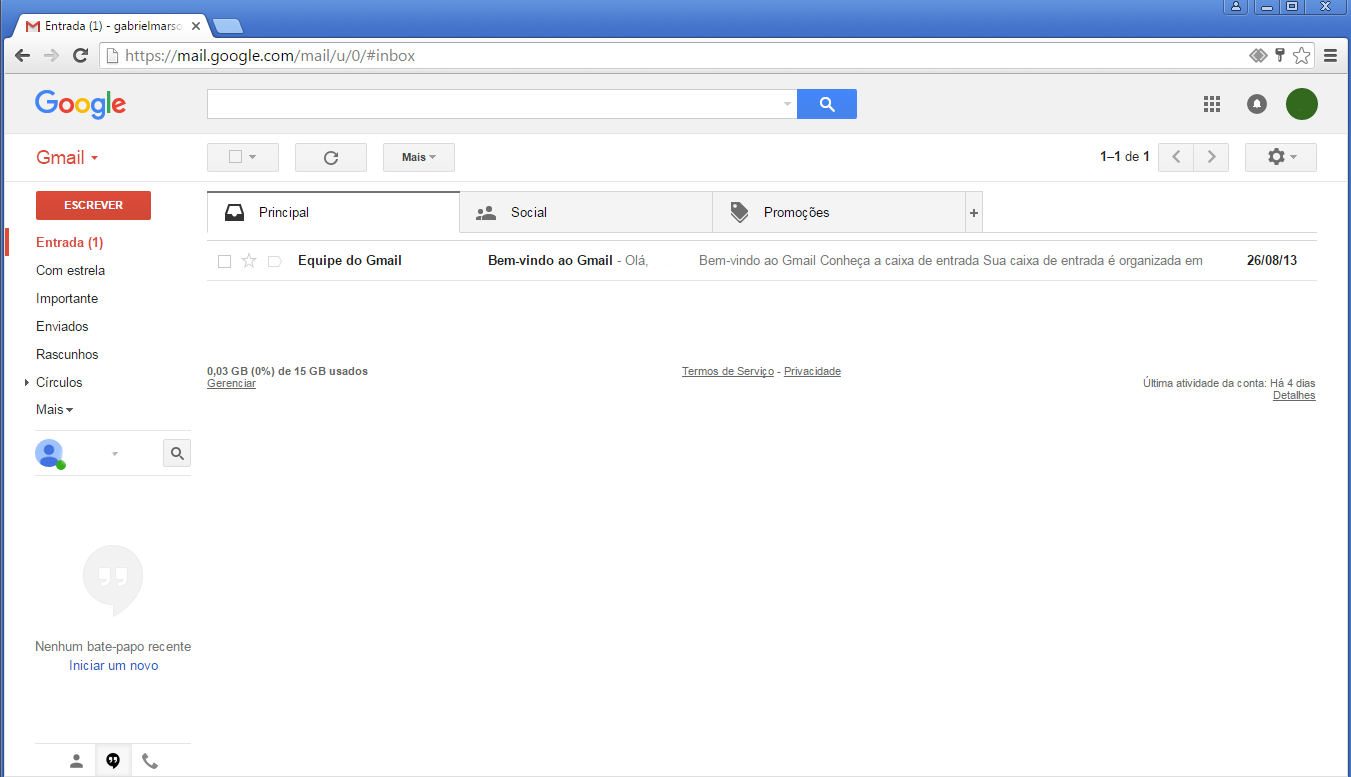 Entrada (1) - gabrielmarsc
https://mail.google.com/mail/u/0/#inbox
Google
Gmail
Mais
1–1 de 1
ESCREVER
Principal
Social
Promoções
+
Entrada (1)
Equipe do Gmail Bem-vindo ao Gmail - Olá, Bem-vindo ao Gmail Conheça a caixa de entrada Sua caixa de entrada é organizada em 26/08/13
Com estrela
Importante
Enviados
Rascunhos
Círculos
Mais
0,03 GB (0%) de 15 GB usados
Gerenciar
Termos de Serviço - Privacidade
Última atividade da conta: Há 4 dias
Detalhes
Nenhum bate-papo recente
Iniciar um novo